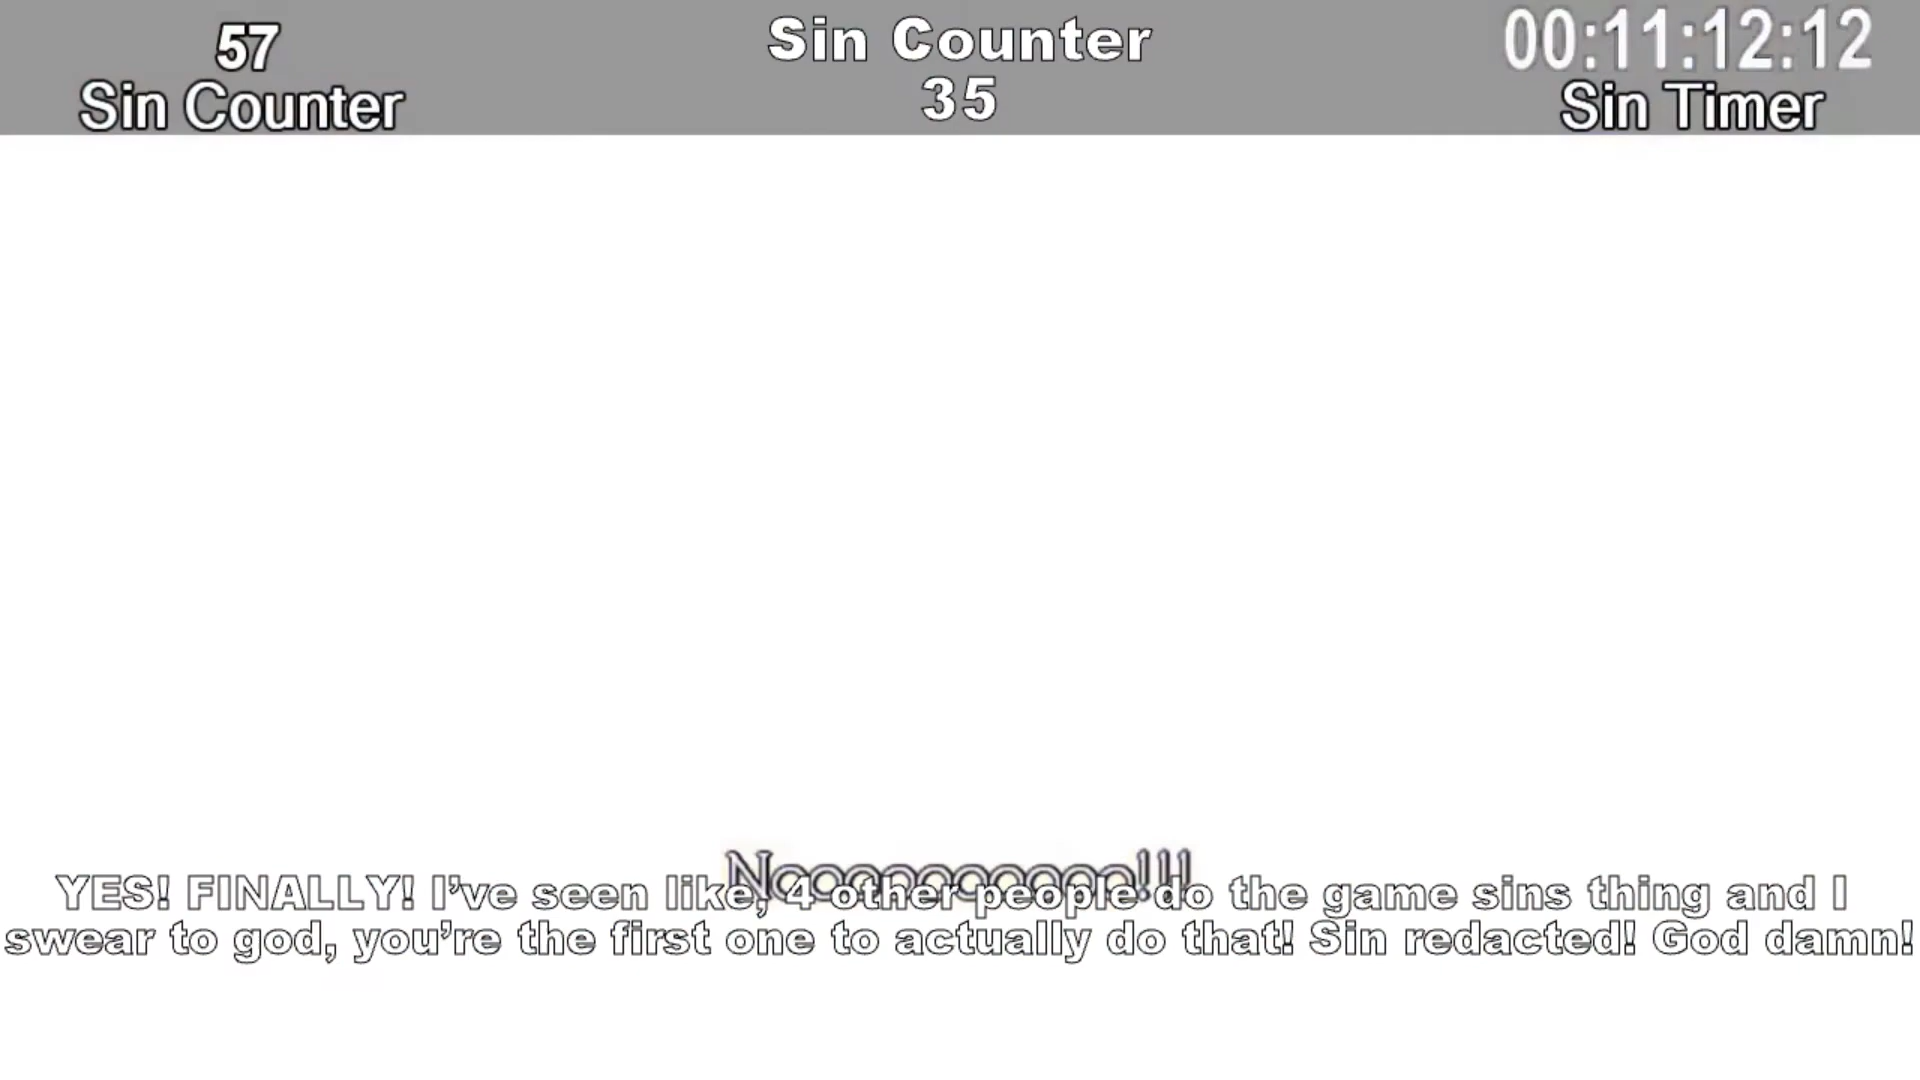 57
Sin Counter
Sin Counter
35
00:11:12:12
Sin Timer
YES! FINALLY! I've seen like, 4 other people do the game sins thing and I
swear to god, you're the first one to actually do that! Sin redacted! God damn!